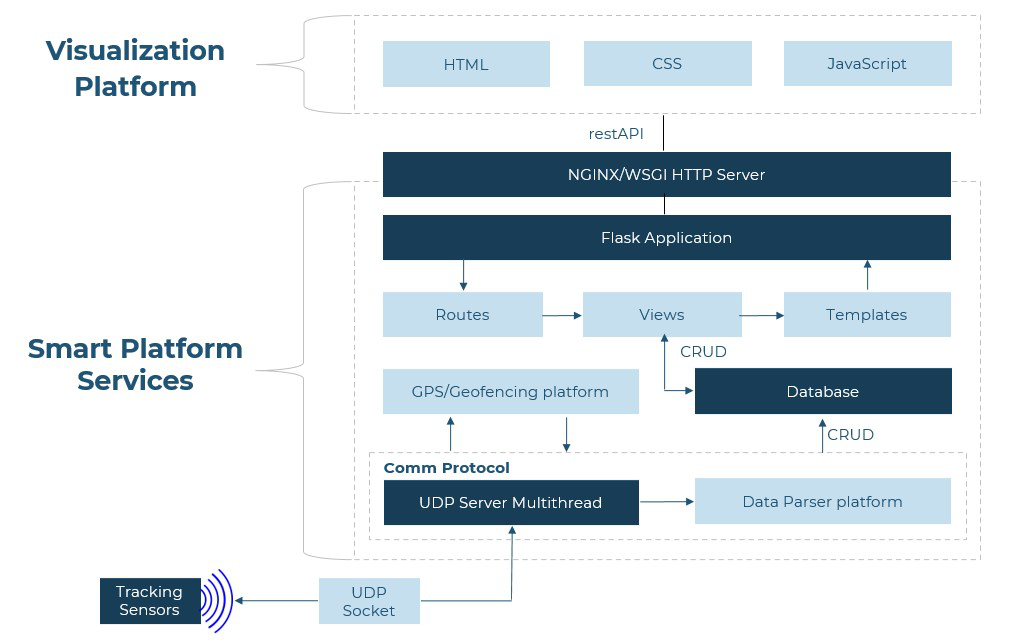 Visualization
Platform
HTML
CSS
JavaScript
restAPI
NGINX/WSGI HTTP Server
Flask Application
Routes
Views
Templates
Smart Platform
Services
CRUD
GPS/Geofencing platform
Database
CRUD
Comm Protocol
UDP Server Multithread
Data Parser platform
Tracking
Sensors
UDP
Socket